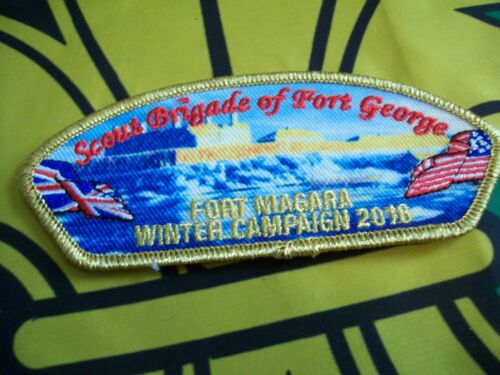 Scout Brigade of Fort George
FORT NIAGARA
WINTER CAMPAIGN 2016